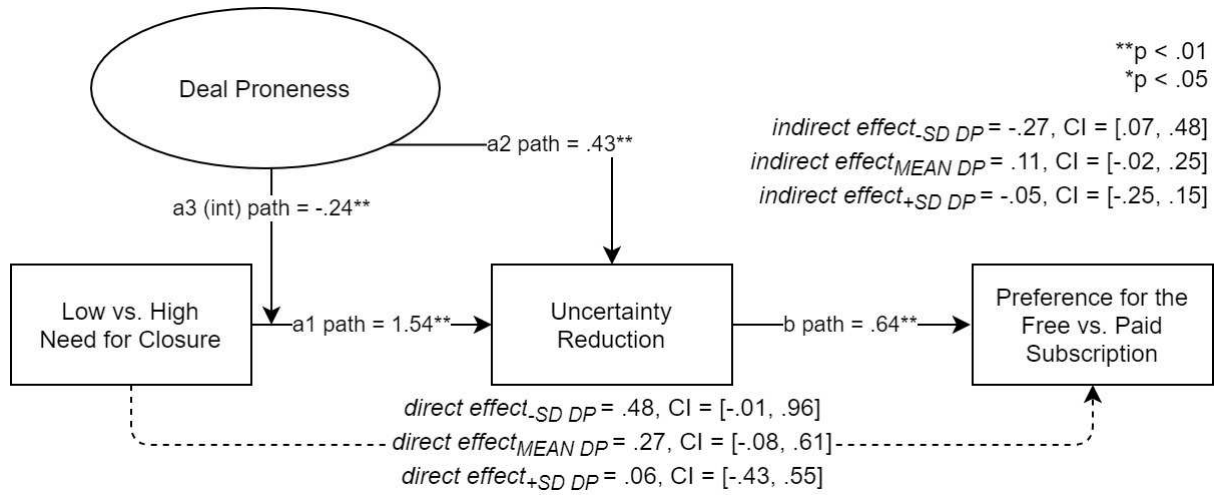 Deal Proneness
**p < .01
*p < .05
a2 path = .43**
indirect effect-SD DP = -.27, CI = [.07, .48]
indirect effectMEAN DP = .11, CI = [-.02, .25]
indirect effect+SD DP = -.05, CI = [-.25, .15]
a3 (int) path = -.24**
Low vs. High
Need for Closure
a1 path = 1.54**
Uncertainty
Reduction
b path = .64**
Preference for the
Free vs. Paid
Subscription
direct effect-SD DP = .48, CI = [-.01, .96]
direct effectMEAN DP = .27, CI = [-.08, .61]
direct effect+SD DP = .06, CI = [-.43, .55]